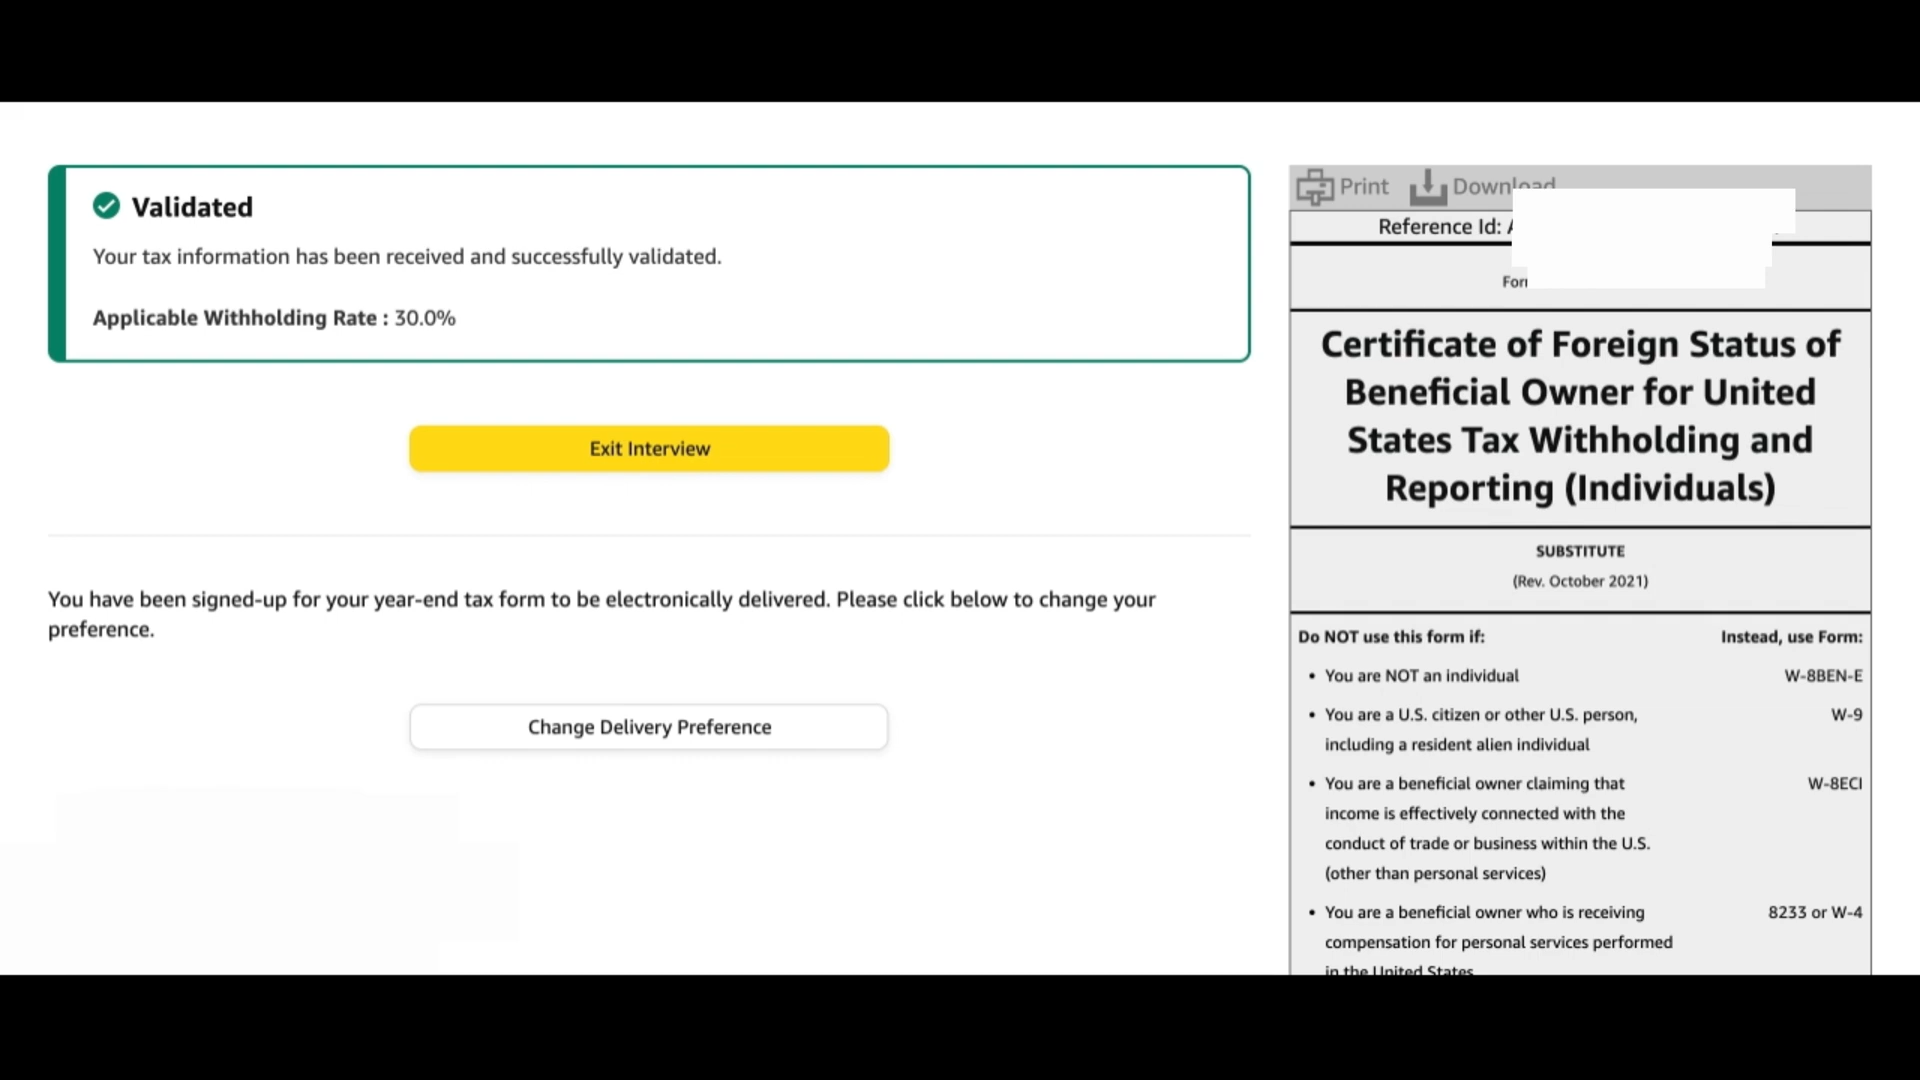 Validated
Your tax information has been received and successfully validated.
Applicable Withholding Rate : 30.0%
Exit Interview
You have been signed-up for your year-end tax form to be electronically delivered. Please click below to change your
preference.
Change Delivery Preference
Print Download
Reference Id:
Certificate of Foreign Status of
Beneficial Owner for United
States Tax Withholding and
Reporting (Individuals)
SUBSTITUTE
(Rev. October 2021)
Do NOT use this form if: Instead, use Form:
• You are NOT an individual W-8BEN-E
• You are a U.S. citizen or other U.S. person, W-9
including a resident alien individual
• You are a beneficial owner claiming that W-8ECI
income is effectively connected with the
conduct of trade or business within the U.S.
(other than personal services)
• You are a beneficial owner who is receiving 8233 or W-4
compensation for personal services performed
in the United States